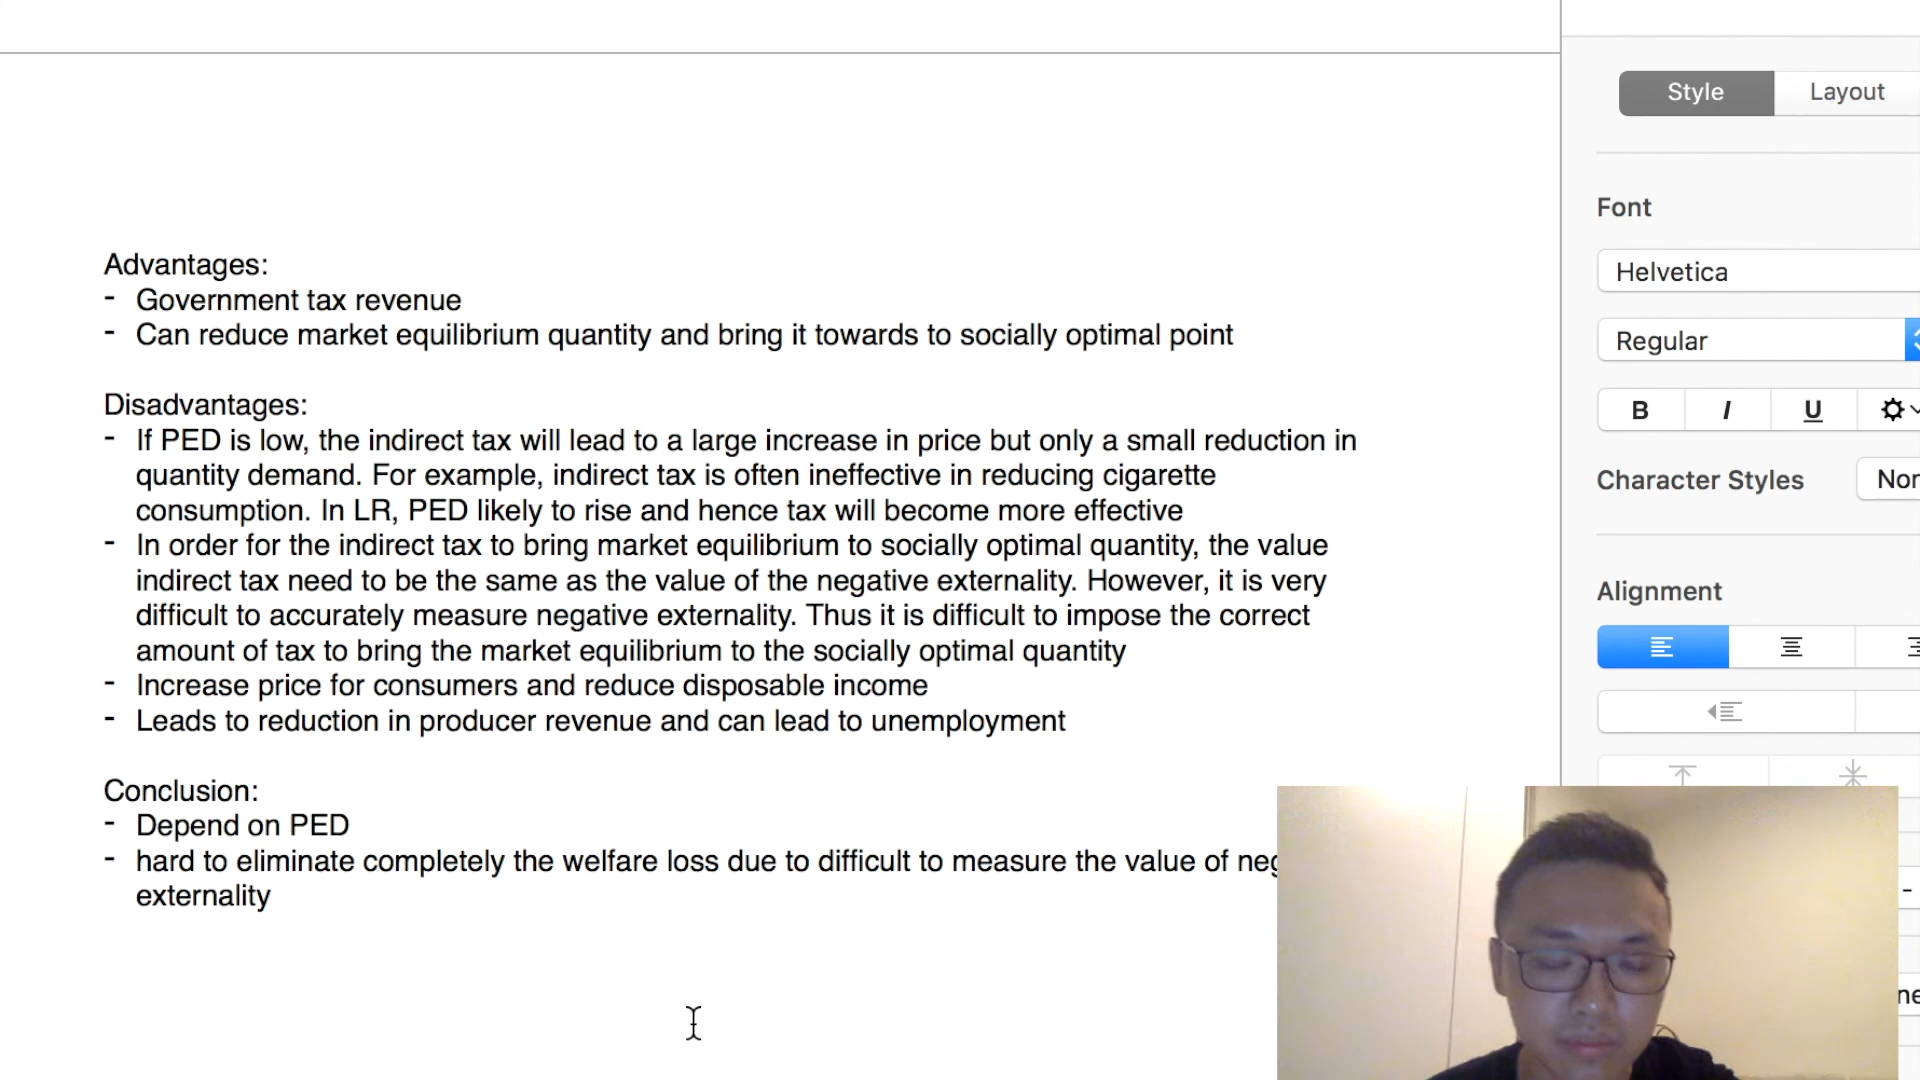 Style Layout
Font
Helvetica
Regular
B I U
Character Styles
Alignment
Advantages:
- Government tax revenue
- Can reduce market equilibrium quantity and bring it towards to socially optimal point
Disadvantages:
- If PED is low, the indirect tax will lead to a large increase in price but only a small reduction in
quantity demand. For example, indirect tax is often ineffective in reducing cigarette
consumption. In LR, PED likely to rise and hence tax will become more effective
- In order for the indirect tax to bring market equilibrium to socially optimal quantity, the value
indirect tax need to be the same as the value of the negative externality. However, it is very
difficult to accurately measure negative externality. Thus it is difficult to impose the correct
amount of tax to bring the market equilibrium to the socially optimal quantity
- Increase price for consumers and reduce disposable income
- Leads to reduction in producer revenue and can lead to unemployment
Conclusion:
- Depend on PED
- hard to eliminate completely the welfare loss due to difficult to measure the value of
externality